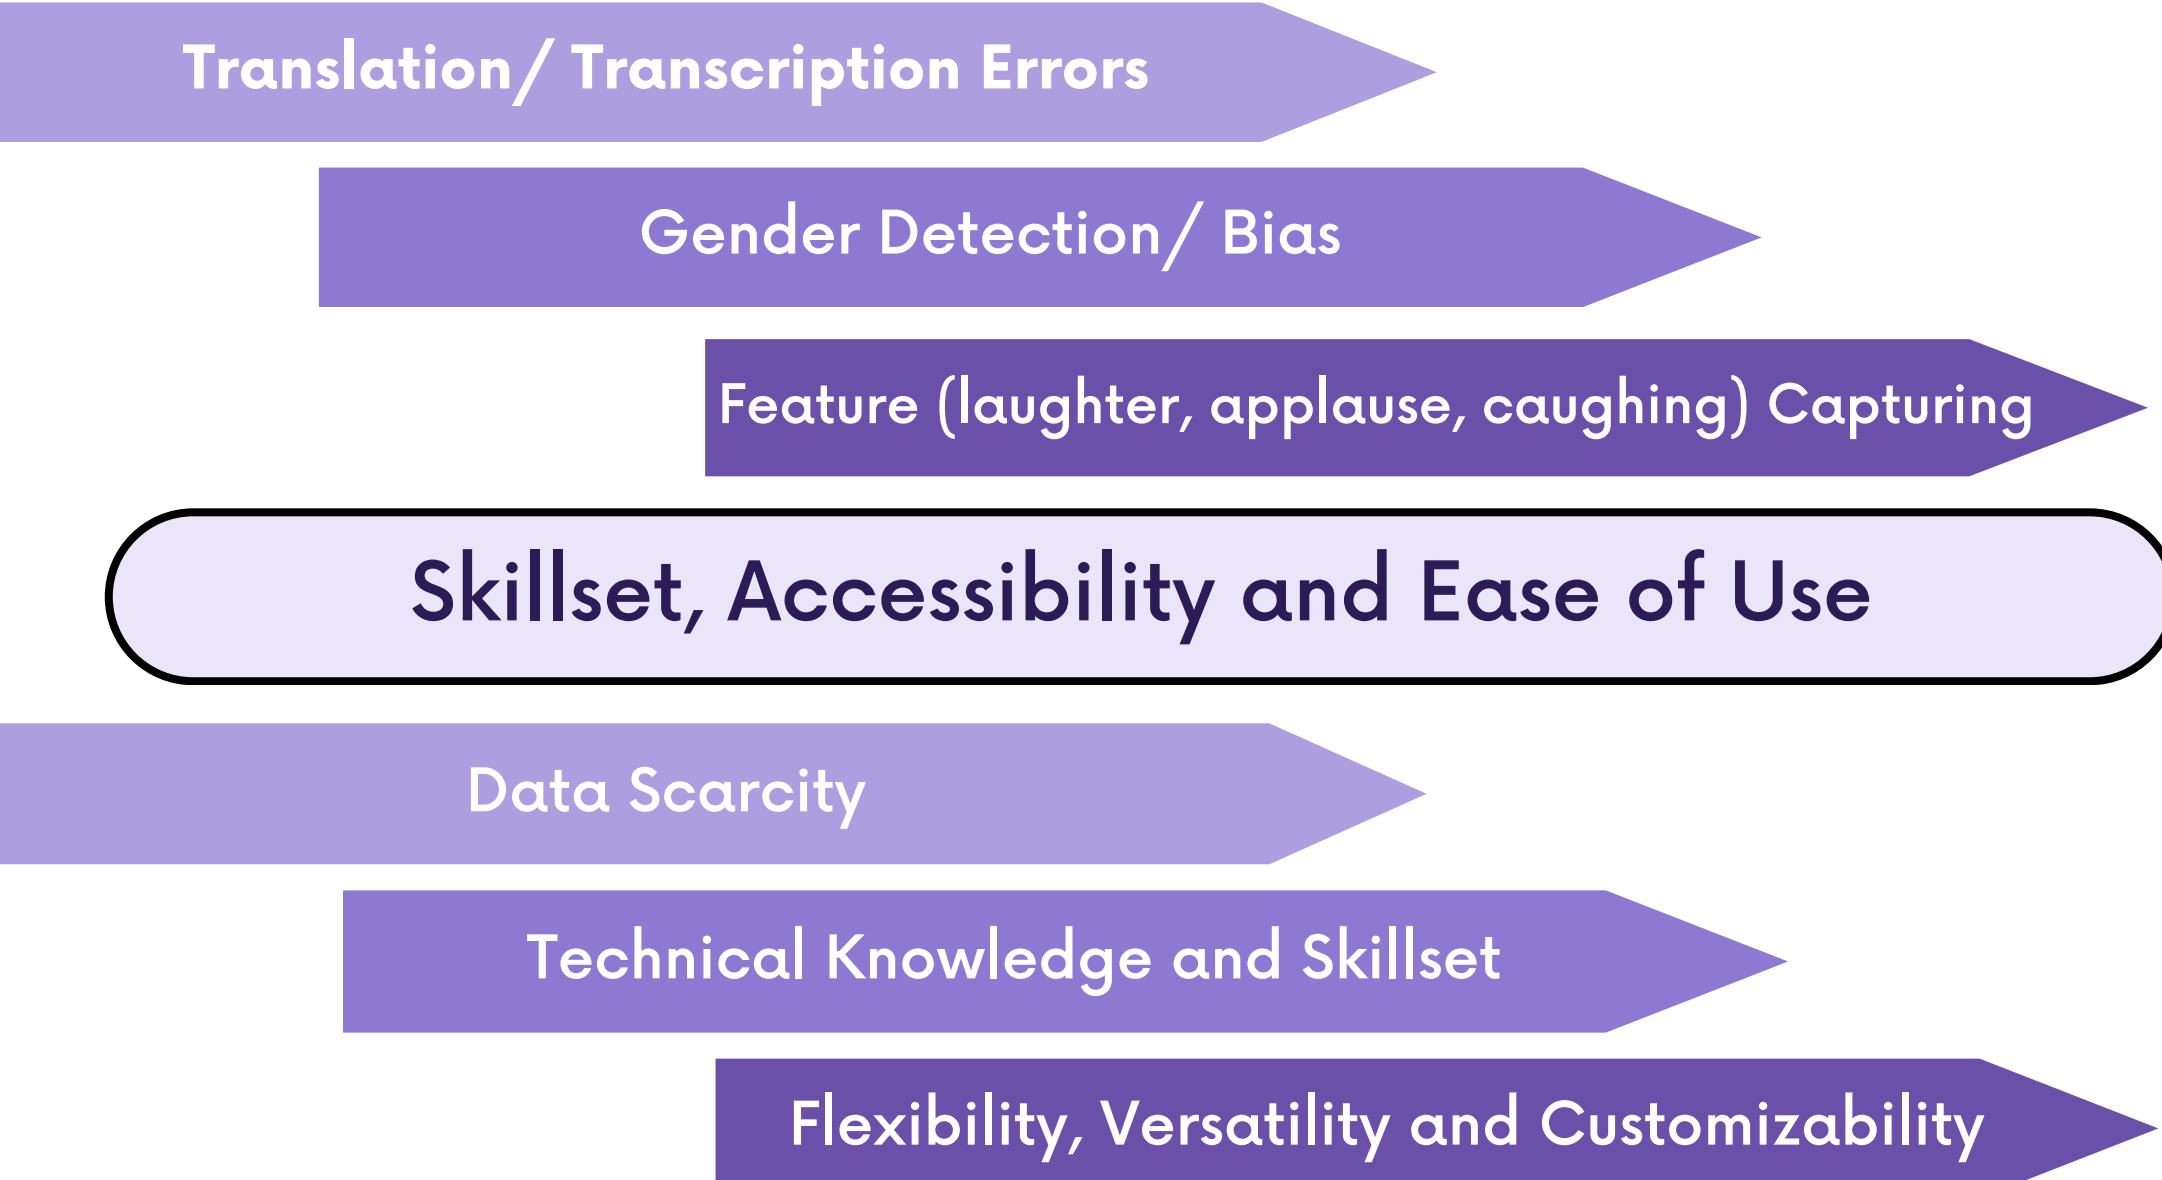 Translation/ Transcription Errors
Gender Detection/ Bias
Feature (laughter, applause, caughing) Capturing
Skillset, Accessibility and Ease of Use
Data Scarcity
Technical Knowledge and Skillset
Flexibility, Versatility and Customizability